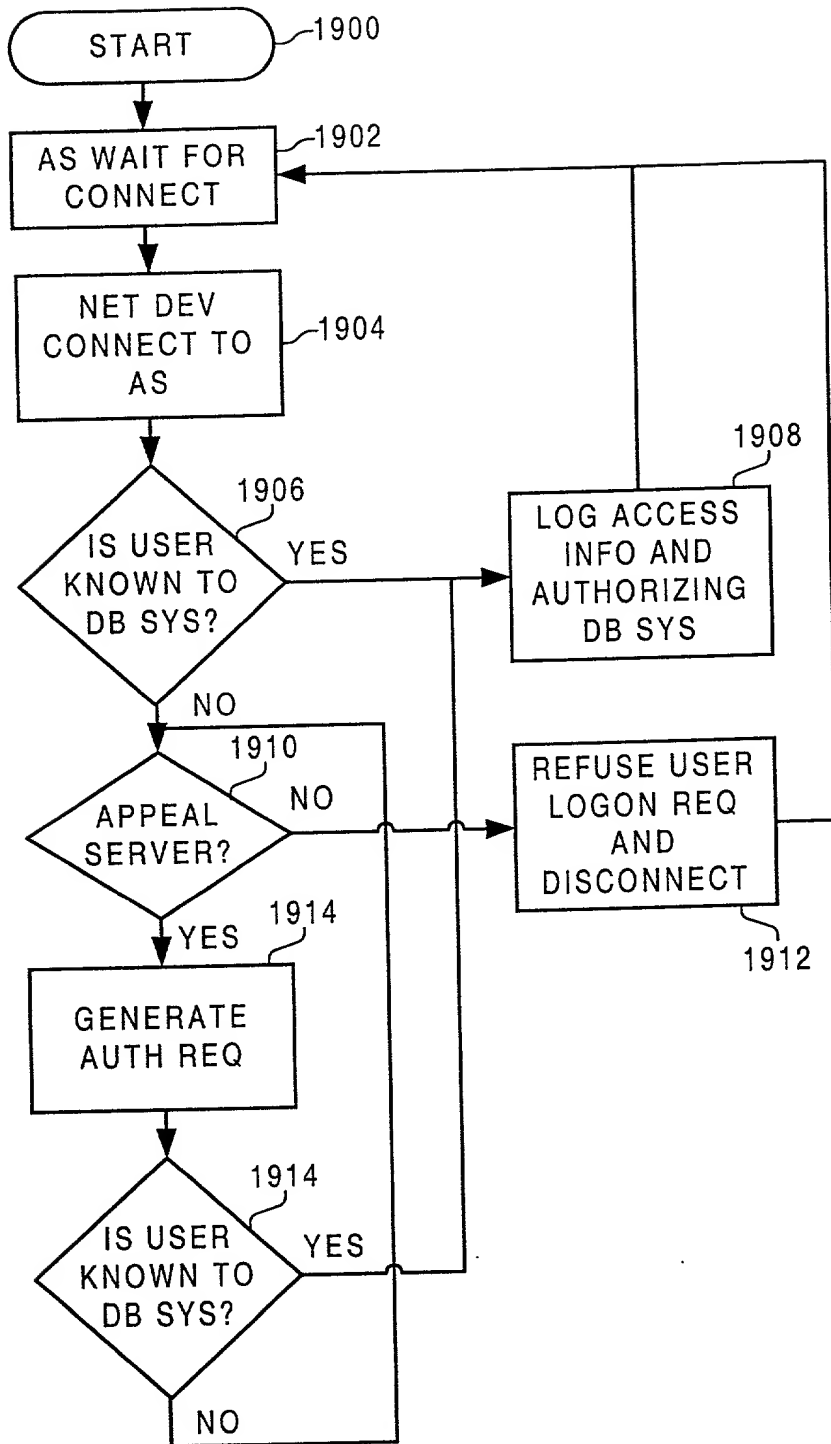 START
1900
AS WAIT FOR
CONNECT
1902
NET DEV
CONNECT TO
AS
1904
IS USER
KNOWN TO
DB SYS?
1906
YES
NO
LOG ACCESS
INFO AND
AUTHORIZING
DB SYS
1908
APPEAL
SERVER?
1910
NO
YES
REFUSE USER
LOGON REQ
AND
DISCONNECT
1912
GENERATE
AUTH REQ
1914
IS USER
KNOWN TO
DB SYS?
1914
YES
NO